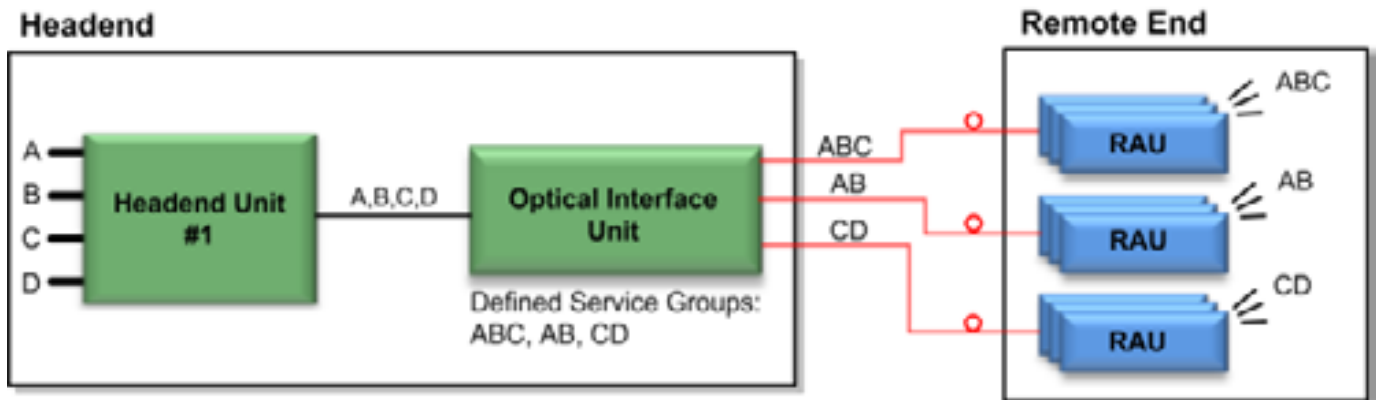 Headend
Remote End
A
B
C
D
Headend Unit
#1
A,B,C,D
Optical Interface
Unit
Defined Service Groups:
ABC, AB, CD
ABC
AB
CD
RAU
ABC
RAU
AB
RAU
CD